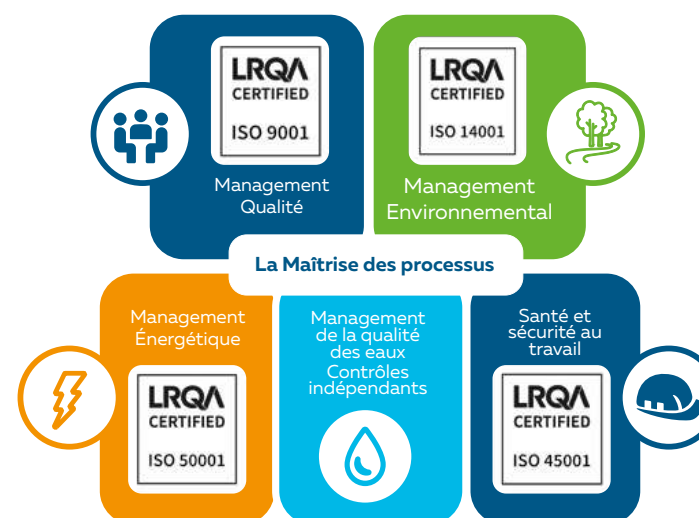 LRQA
CERTIFIED
ISO 9001
Management
Qualité
LRQA
CERTIFIED
ISO 14001
Management
Environnemental
La Maîtrise des processus
Management
Énergétique
LRQA
CERTIFIED
ISO 50001
Management
de la qualité
des eaux
Contrôles
indépendants
Santé et
sécurité au
travail
LRQA
CERTIFIED
ISO 45001